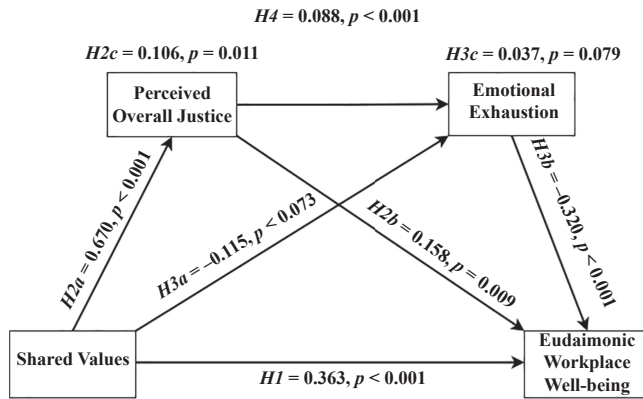 H4 = 0.088, p < 0.001
H2c = 0.106, p = 0.011
H3c = 0.037, p = 0.079
Perceived
Overall Justice
Emotional
Exhaustion
H2a = 0.670, p < 0.001
H3a = –0.115, p < 0.073
H2b = 0.158, p = 0.009
H3b = –0.320,
p < 0.001
Shared Values
H1 = 0.363, p < 0.001
Eudaimonic
Workplace
Well-being